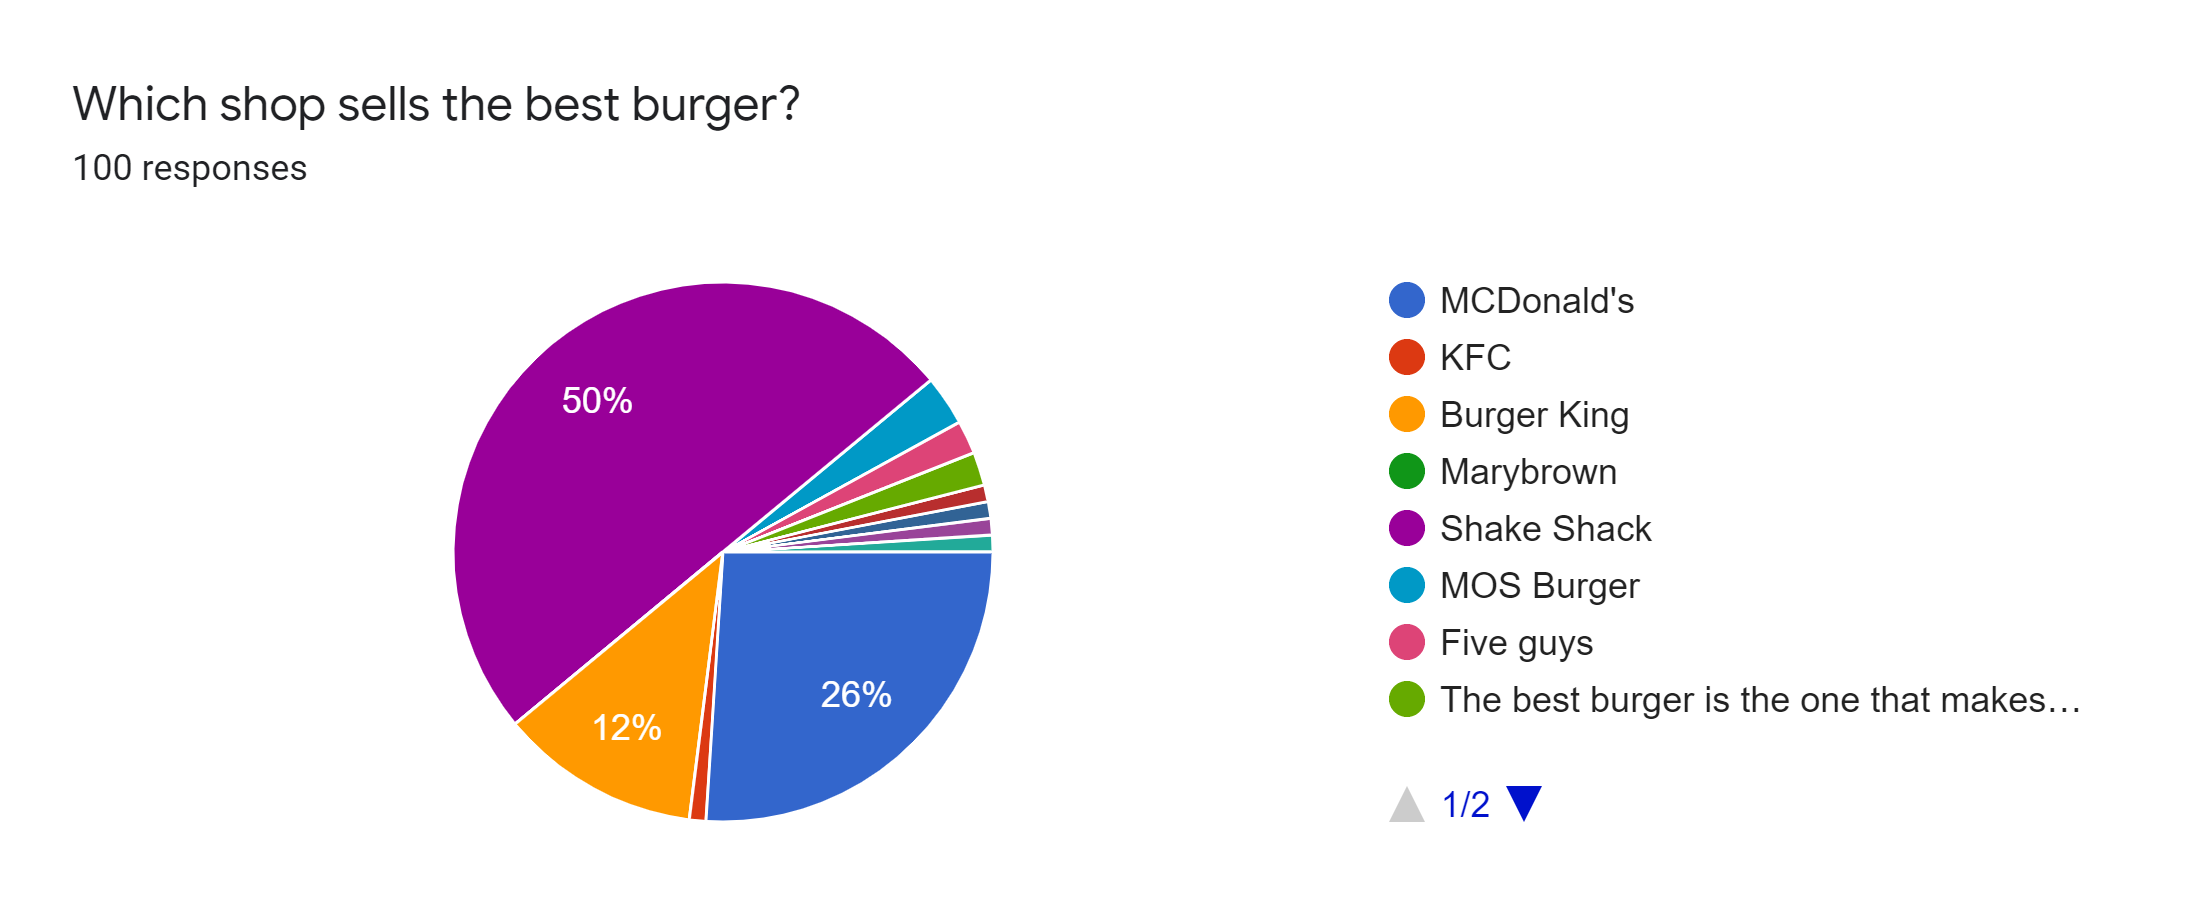 Which shop sells the best burger?
100 responses
50%
12%
26%
MCDonald's
KFC
Burger King
Marybrown
Shake Shack
MOS Burger
Five guys
The best burger is the one that makes…
1/2